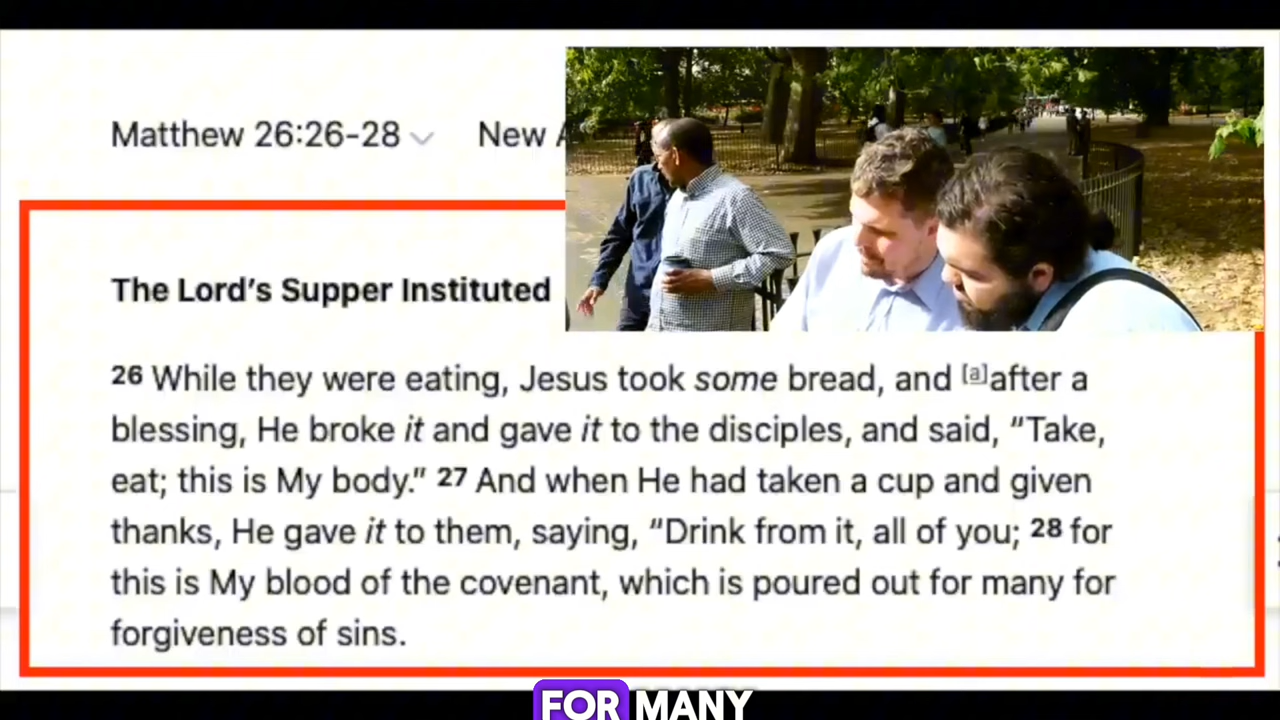 Matthew 26:26-28 New
The Lord's Supper Instituted
26 While they were eating, Jesus took some bread, and [a]after a
blessing, He broke it and gave it to the disciples, and said, “Take,
eat; this is My body.” 27 And when He had taken a cup and given
thanks, He gave it to them, saying, “Drink from it, all of you; 28 for
this is My blood of the covenant, which is poured out for many for
forgiveness of sins.
FOR MANY